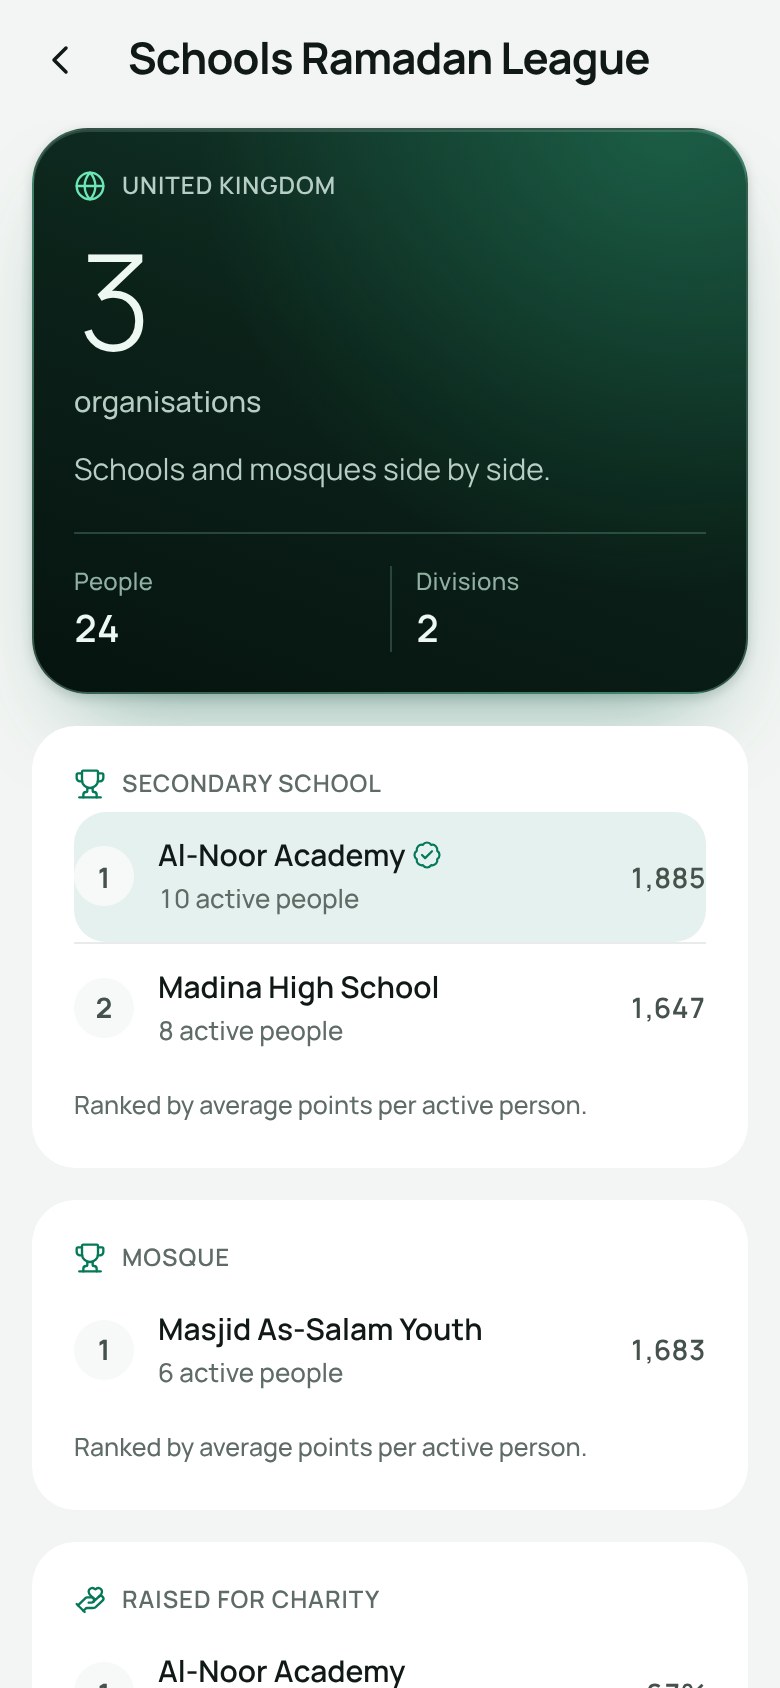 Schools Ramadan League
UNITED KINGDOM
3
organisations
Schools and mosques side by side.
People
Divisions
24
2
SECONDARY SCHOOL
1
Al-Noor Academy
10 active people
1,885
2
Madina High School
8 active people
1,647
Ranked by average points per active person.
MOSQUE
1
Masjid As-Salam Youth
6 active people
1,683
Ranked by average points per active person.
RAISED FOR CHARITY
Al-Noor Academy